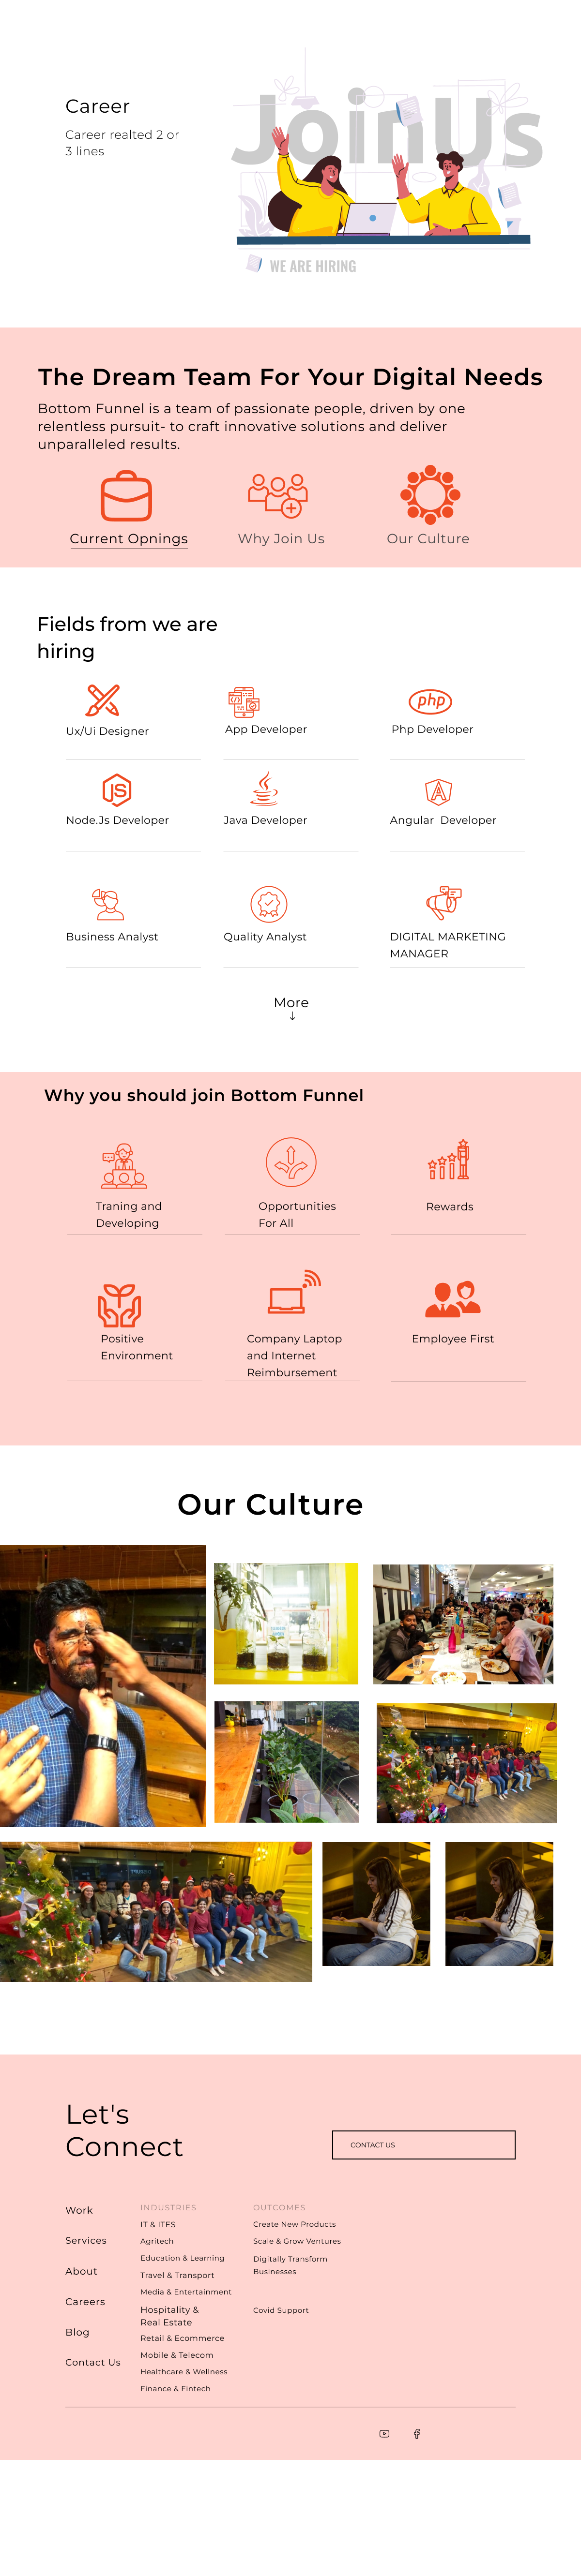 Career
Career realted 2 or
3 lines
JoinUs
WE ARE HIRING
The Dream Team For Your Digital Needs
Bottom Funnel is a team of passionate people, driven by one
relentless pursuit- to craft innovative solutions and deliver
unparalleled results.
Current Opnings
Why Join Us
Our Culture
Fields from we are
hiring
php
Ux/Ui Designer
App Developer
Php Developer
JS
A
Node.Js Developer
Java Developer
Angular  Developer
Business Analyst
Quality Analyst
DIGITAL MARKETING
MANAGER
More
Why you should join Bottom Funnel
Traning and
Developing
Opportunities
For All
Rewards
Positive
Environment
Company Laptop
and Internet
Reimbursement
Employee First
Our Culture
Let's
Connect
CONTACT US
Work
Services
About
Careers
Blog
Contact Us
INDUSTRIES
IT & ITES
Agritech
Education & Learning
Travel & Transport
Media & Entertainment
Hospitality &
Real Estate
Retail & Ecommerce
Mobile & Telecom
Healthcare & Wellness
Finance & Fintech
OUTCOMES
Create New Products
Scale & Grow Ventures
Digitally Transform
Businesses
Covid Support